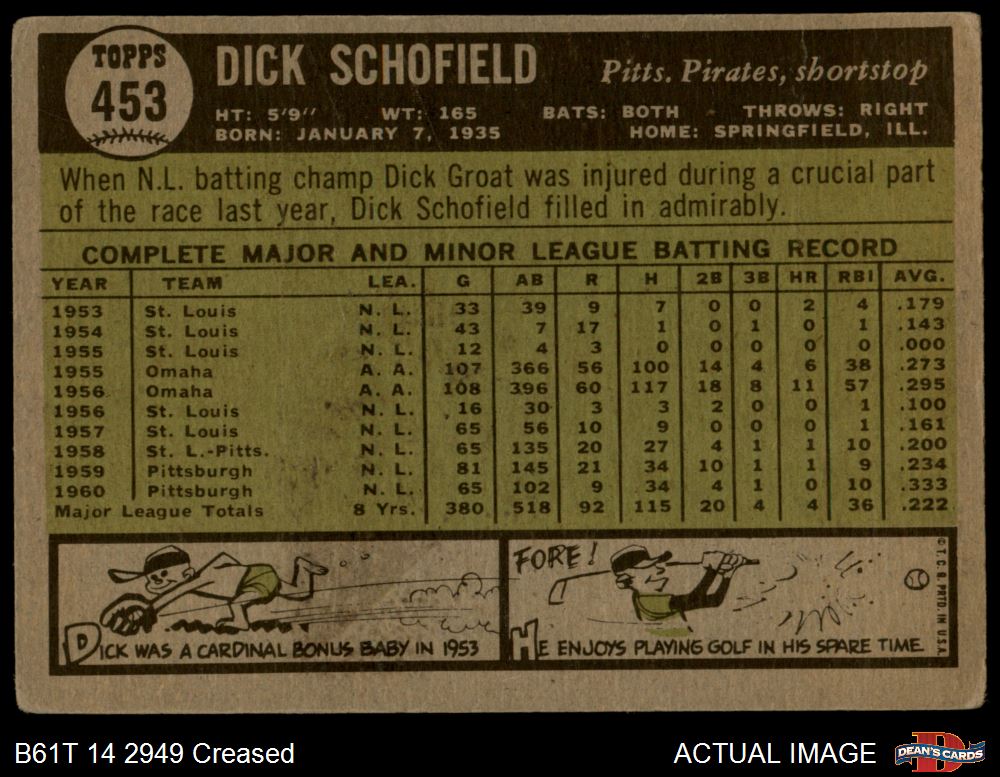 TOPPS
453
DICK SCHOFIELD
Pitts. Pirates, shortstop
HT: 5'9" WT: 165 BATS: BOTH THROWS: RIGHT
BORN: JANUARY 7, 1935 HOME: SPRINGFIELD, ILL.
When N.L. batting champ Dick Groat was injured during a crucial part
of the race last year, Dick Schofield filled in admirably.
COMPLETE MAJOR AND MINOR LEAGUE BATTING RECORD
YEAR TEAM LEA. G AB R H 2B 3B HR RBI AVG.
1953 St. Louis N. L. 33 39 9 7 0 0 2 4 .179
1954 St. Louis N. L. 43 7 17 1 0 1 0 1 .143
1955 St. Louis N. L. 12 4 3 0 0 0 0 0 .000
1955 Omaha A. A. 107 366 56 100 14 4 6 38 .273
1956 Omaha A. A. 108 396 60 117 18 8 11 57 .295
1956 St. Louis N. L. 16 30 3 3 2 0 0 1 .100
1957 St. Louis N. L. 65 56 10 9 0 0 0 1 .161
1958 St. L.-Pitts. N. L. 65 135 20 27 4 1 1 10 .200
1959 Pittsburgh N. L. 81 145 21 34 10 1 1 9 .234
1960 Pittsburgh N. L. 65 102 9 34 4 1 0 10 .333
Major League Totals 8 Yrs. 380 518 92 115 20 4 4 36 .222
DICK WAS A CARDINAL BONUS BABY IN 1953
FORE!
HE ENJOYS PLAYING GOLF IN HIS SPARE TIME.
© T. C. G. PRTD. IN U.S.A.
B61T 14 2949 Creased
ACTUAL IMAGE
D
DEAN'S CARDS